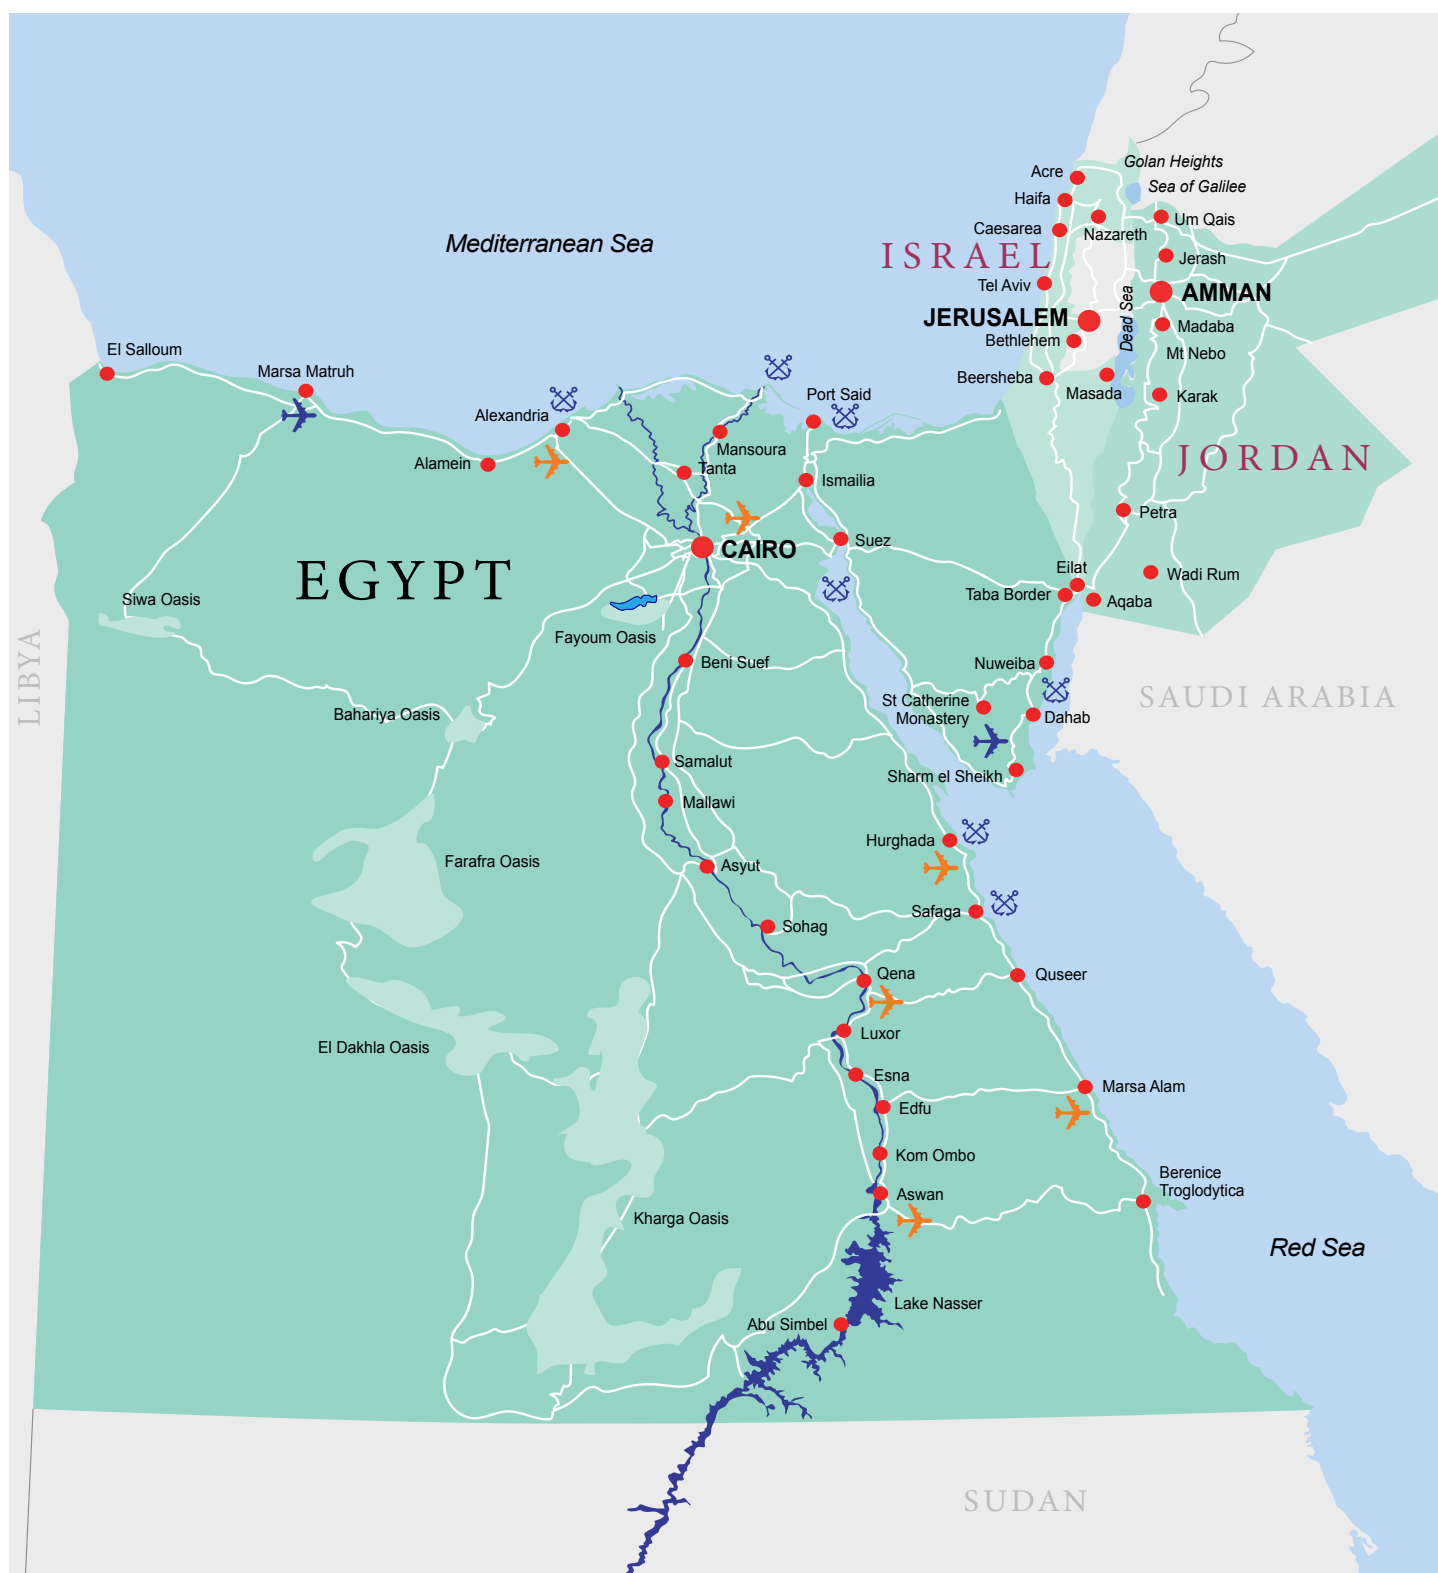 Golan Heights
Acre
Sea of Galilee
Haifa
Um Qais
Caesarea
Nazareth
Mediterranean Sea
ISRAEL
Jerash
Tel Aviv
AMMAN
Dead Sea
JERUSALEM
Madaba
Bethlehem
El Salloum
Mt Nebo
Marsa Matruh
Beersheba
Masada
Port Said
Karak
Alexandria
Mansoura
JORDAN
Alamein
Tanta
Ismailia
Petra
CAIRO
Suez
EGYPT
Eilat
Wadi Rum
Siwa Oasis
Taba Border
Aqaba
Fayoum Oasis
LIBYA
Beni Suef
Nuweiba
SAUDI ARABIA
St Catherine
Monastery
Bahariya Oasis
Dahab
Samalut
Sharm el Sheikh
Mallawi
Hurghada
Farafra Oasis
Asyut
Safaga
Sohag
Qena
Quseer
Luxor
El Dakhla Oasis
Esna
Marsa Alam
Edfu
Kom Ombo
Berenice
Troglodytica
Aswan
Kharga Oasis
Red Sea
Lake Nasser
Abu Simbel
SUDAN